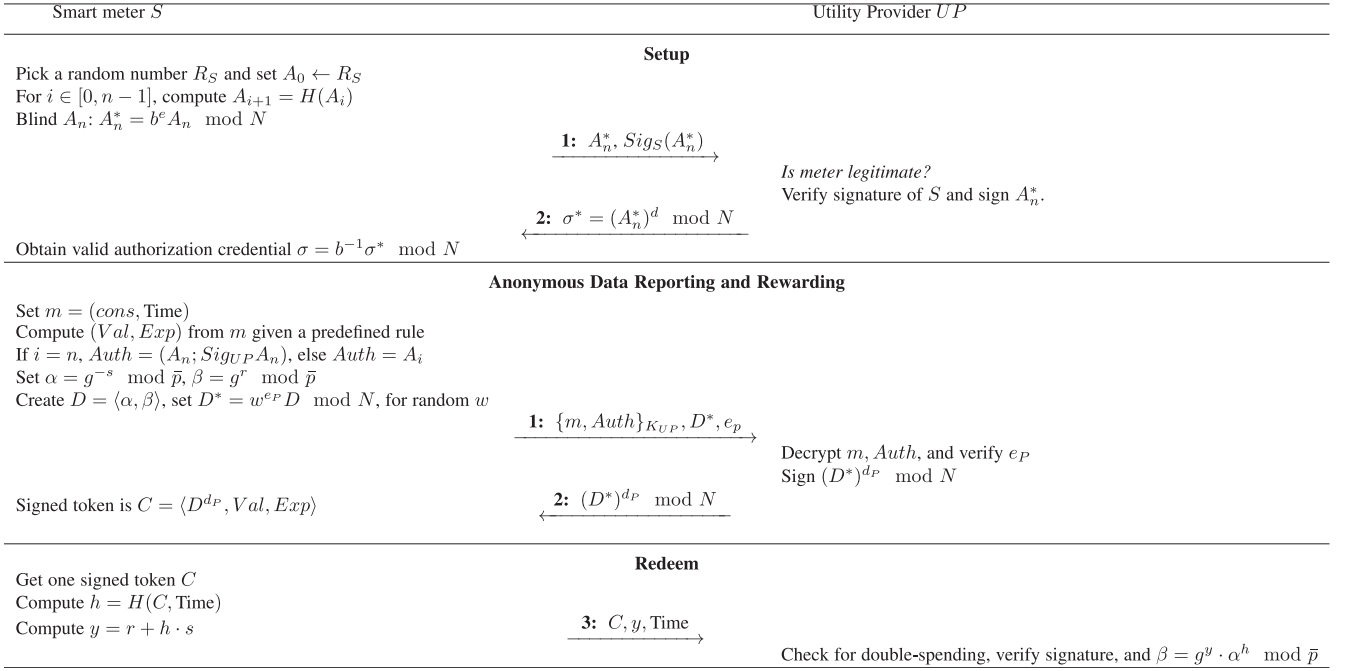 Smart meter S Utility Provider UP
Setup
Pick a random number R_S and set A_0 ← R_S
For i ∈ [0, n − 1], compute A_{i+1} = H(A_i)
Blind A_n: A_n^* = b^e A_n mod N
1: A_n^*, Sig_S(A_n^*)
Is meter legitimate?
Verify signature of S and sign A_n^*.
2: σ^* = (A_n^*)^d mod N
Obtain valid authorization credential σ = b^{−1}σ^* mod N
Anonymous Data Reporting and Rewarding
Set m = (cons, Time)
Compute (Val, Exp) from m given a predefined rule
If i = n, Auth = (A_n; Sig_{UP}A_n), else Auth = A_i
Set α = g^{−s} mod p̄, β = g^r mod p̄
Create D = ⟨α, β⟩, set D^* = w^{e_P} D mod N, for random w
1: {m, Auth}_{K_{UP}}, D^*, e_p
Decrypt m, Auth, and verify e_P
Sign (D^*)^{d_P} mod N
2: (D^*)^{d_P} mod N
Signed token is C = ⟨D^{d_P}, Val, Exp⟩
Redeem
Get one signed token C
Compute h = H(C, Time)
Compute y = r + h · s
3: C, y, Time
Check for double-spending, verify signature, and β = g^y · α^h mod p̄